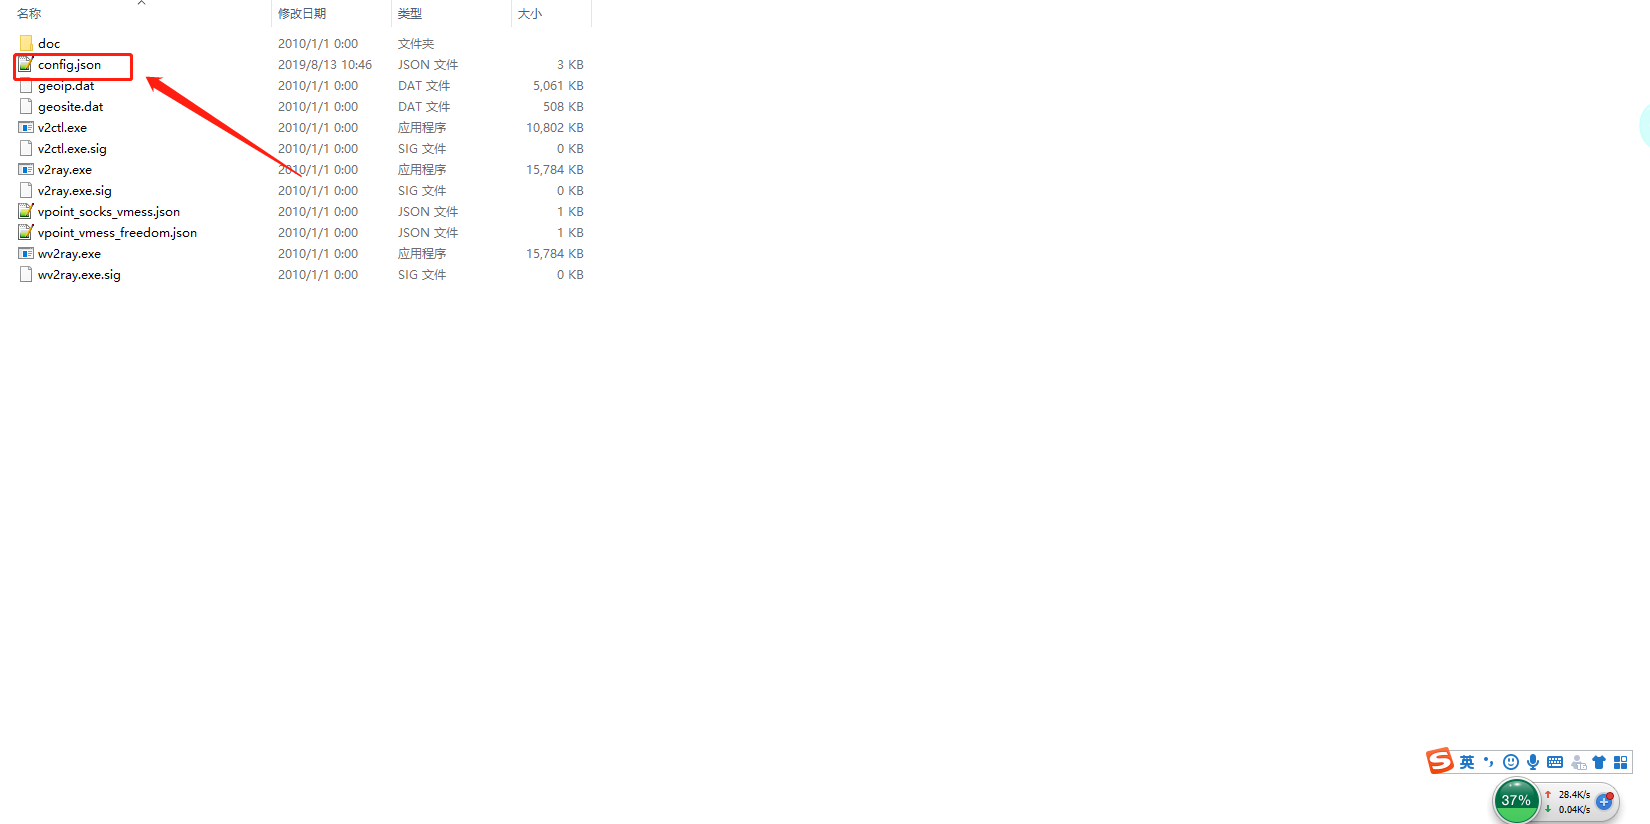 名称 修改日期 类型 大小
doc 2010/1/1 0:00 文件夹
config.json 2019/8/13 10:46 JSON 文件 3 KB
geoip.dat 2010/1/1 0:00 DAT 文件 5,061 KB
geosite.dat 2010/1/1 0:00 DAT 文件 508 KB
v2ctl.exe 2010/1/1 0:00 应用程序 10,802 KB
v2ctl.exe.sig 2010/1/1 0:00 SIG 文件 0 KB
v2ray.exe 2010/1/1 0:00 应用程序 15,784 KB
v2ray.exe.sig 2010/1/1 0:00 SIG 文件 0 KB
vpoint_socks_vmess.json 2010/1/1 0:00 JSON 文件 1 KB
vpoint_vmess_freedom.json 2010/1/1 0:00 JSON 文件 1 KB
wv2ray.exe 2010/1/1 0:00 应用程序 15,784 KB
wv2ray.exe.sig 2010/1/1 0:00 SIG 文件 0 KB
S 英
37% 28.4K/s
0.04K/s